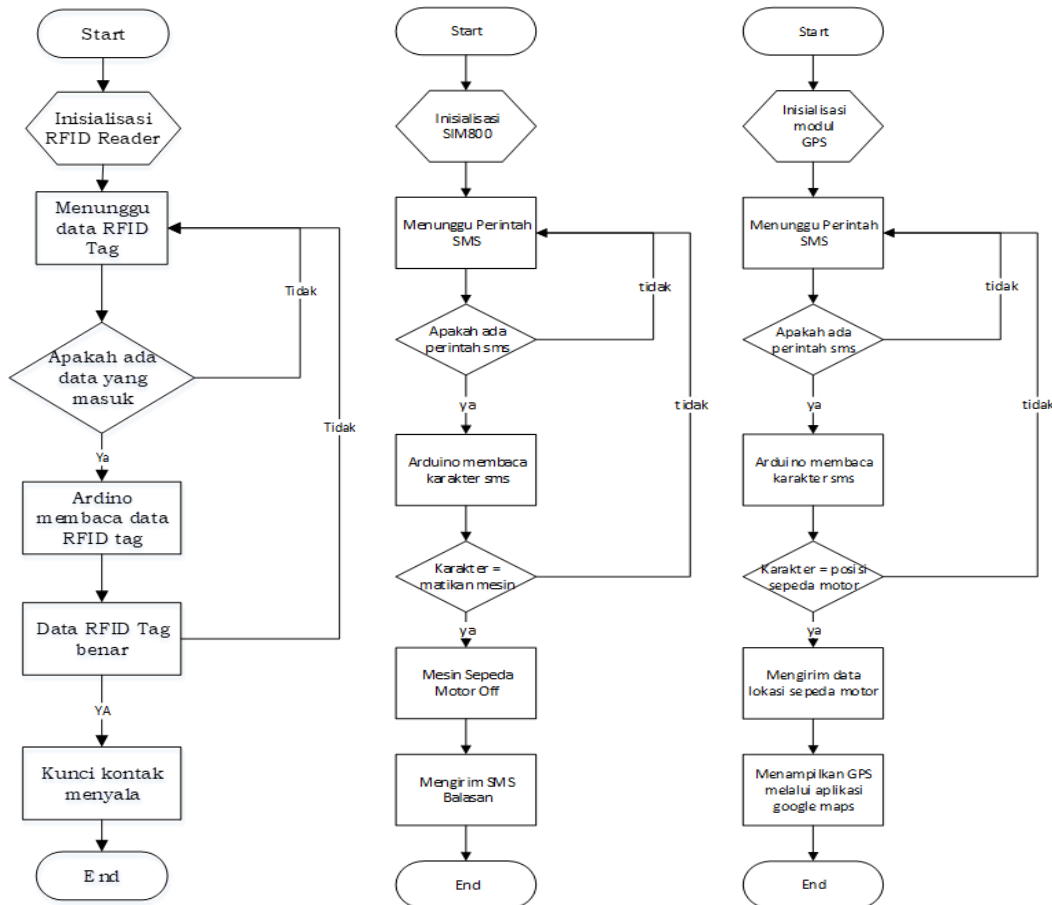 Start
Inisialisasi
RFID Reader
Menunggu
data RFID
Tag
Tidak
Apakah ada
data yang
masuk
Tidak
Ya
Ardino
membaca data
RFID tag
Data RFID Tag
benar
YA
Kunci kontak
menyala
End
Start
Inisialisasi
SIM800
Menunggu Perintah
SMS
tidak
Apakah ada
perintah sms
tidak
ya
Arduino membaca
karakter sms
Karakter =
matikan mesin
ya
Mesin Sepeda
Motor Off
Mengirim SMS
Balasan
End
Start
Inisialisasi
modul
GPS
Menunggu Perintah
SMS
tidak
Apakah ada
perintah sms
tidak
ya
Arduino membaca
karakter sms
Karakter = posisi
sepeda motor
ya
Mengirim data
lokasi sepeda motor
Menampilkan GPS
melalui aplikasi
google maps
End